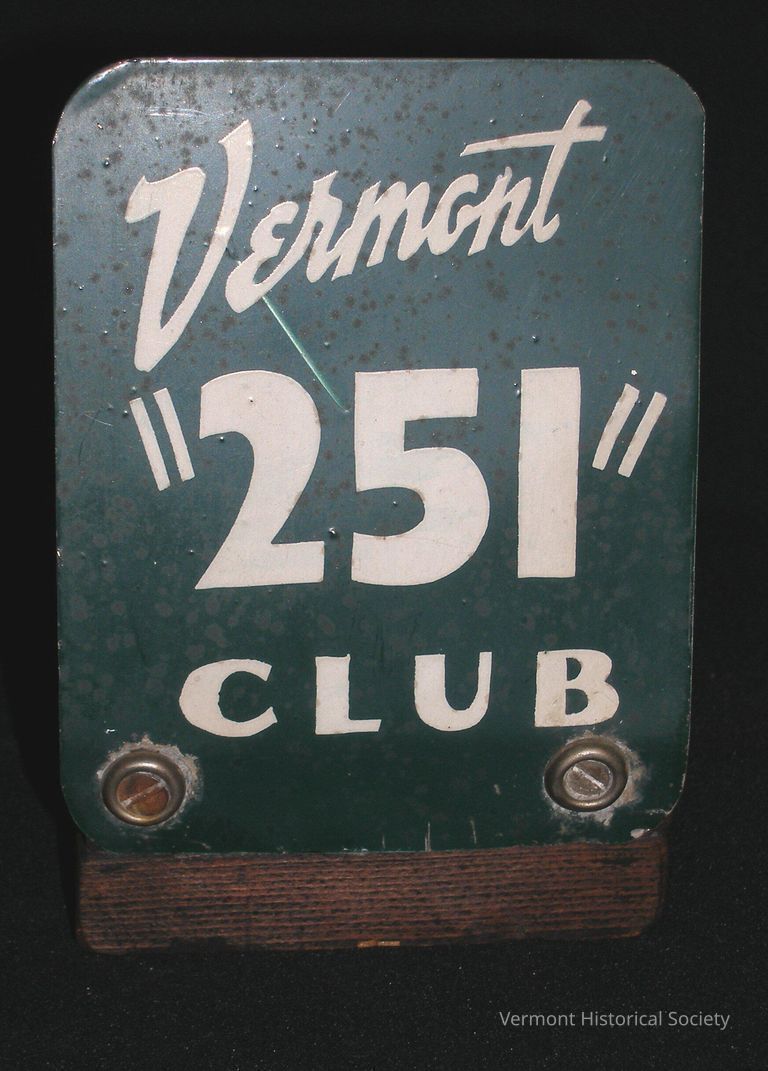 Vermont
"251"
CLUB
Vermont Historical Society